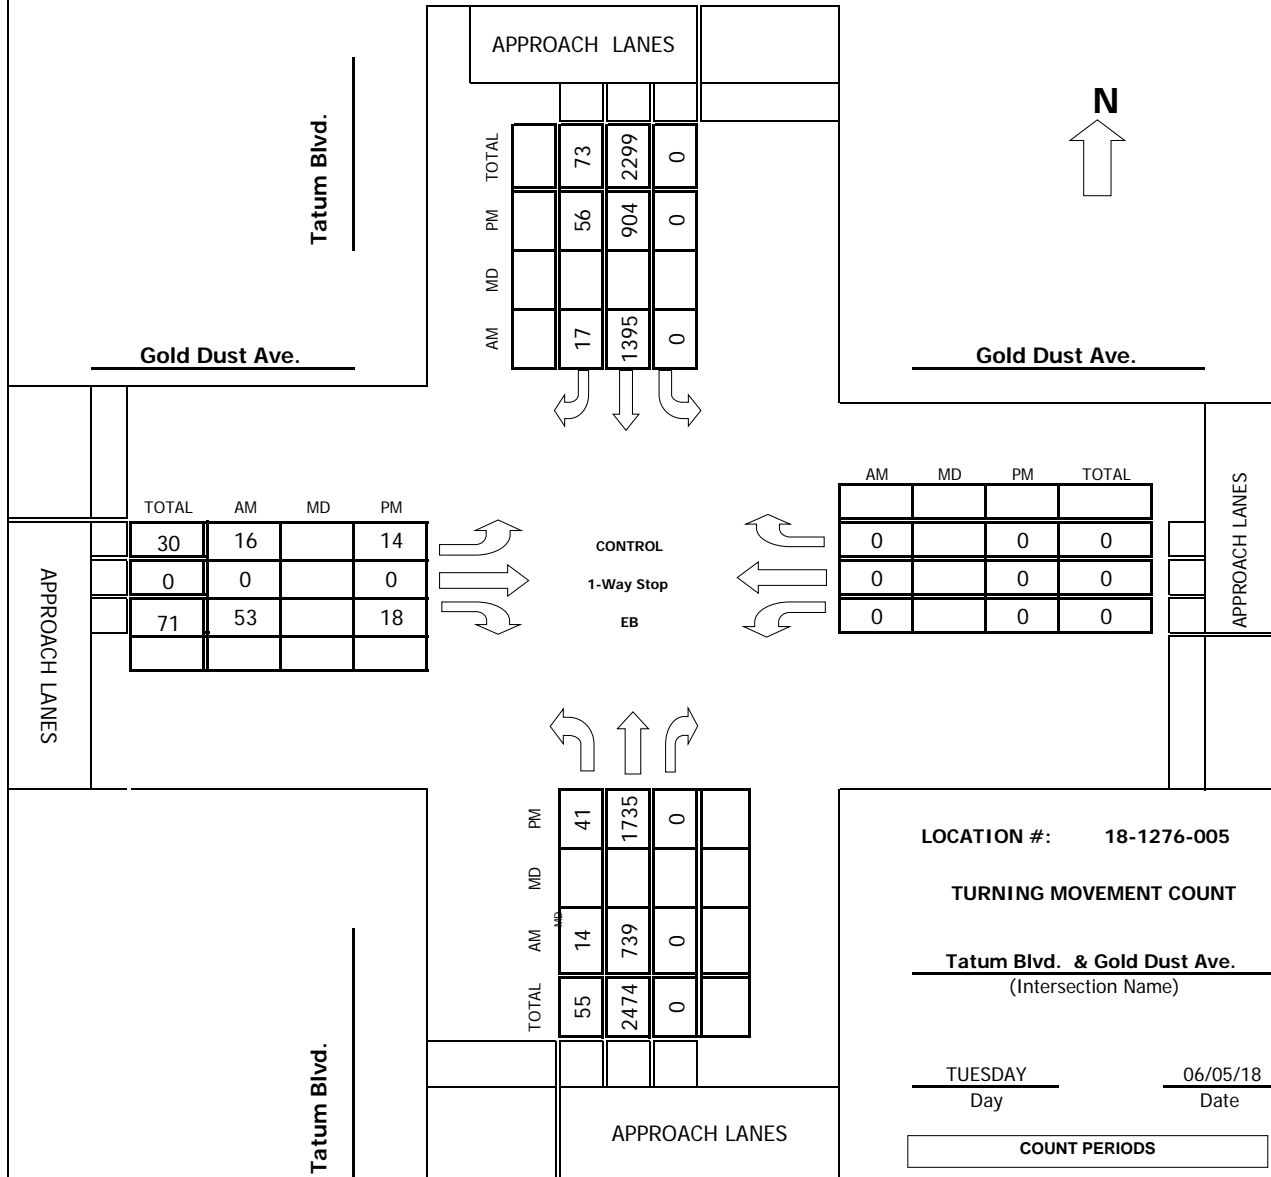 APPROACH LANES
N
Tatum Blvd.
TOTAL 73 2299 0
PM 56 904 0
MD
AM 17 1395 0
Gold Dust Ave.
Gold Dust Ave.
TOTAL AM MD PM
30 16 14
0 0 0
71 53 18
APPROACH LANES
CONTROL
1-Way Stop
EB
AM MD PM TOTAL
0 0 0
0 0 0
0 0 0
APPROACH LANES
PM 41 1735 0
MD
MD
AM 14 739 0
TOTAL 55 2474 0
Tatum Blvd.
APPROACH LANES
LOCATION #: 18-1276-005
TURNING MOVEMENT COUNT
Tatum Blvd. & Gold Dust Ave.
(Intersection Name)
TUESDAY 06/05/18
Day Date
COUNT PERIODS